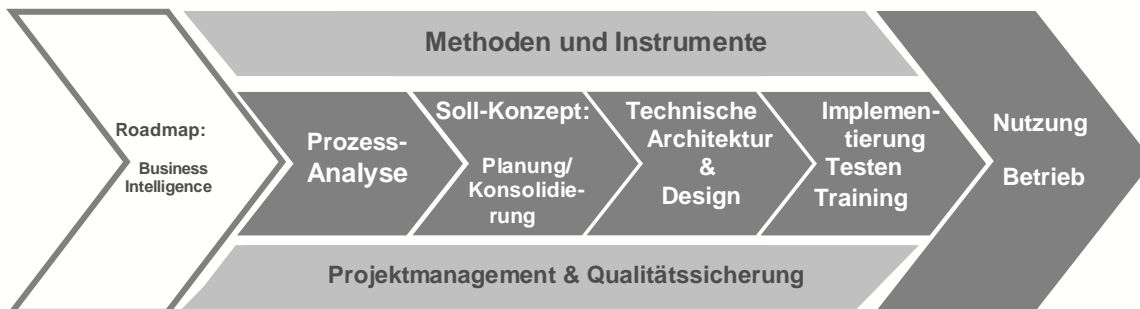 Methoden und Instrumente
Roadmap:
Business
Intelligence
Prozess-
Analyse
Soll-Konzept:
Planung/
Konsolidie-
rung
Technische
Architektur
&
Design
Implemen-
tierung
Testen
Training
Nutzung
Betrieb
Projektmanagement & Qualitätssicherung